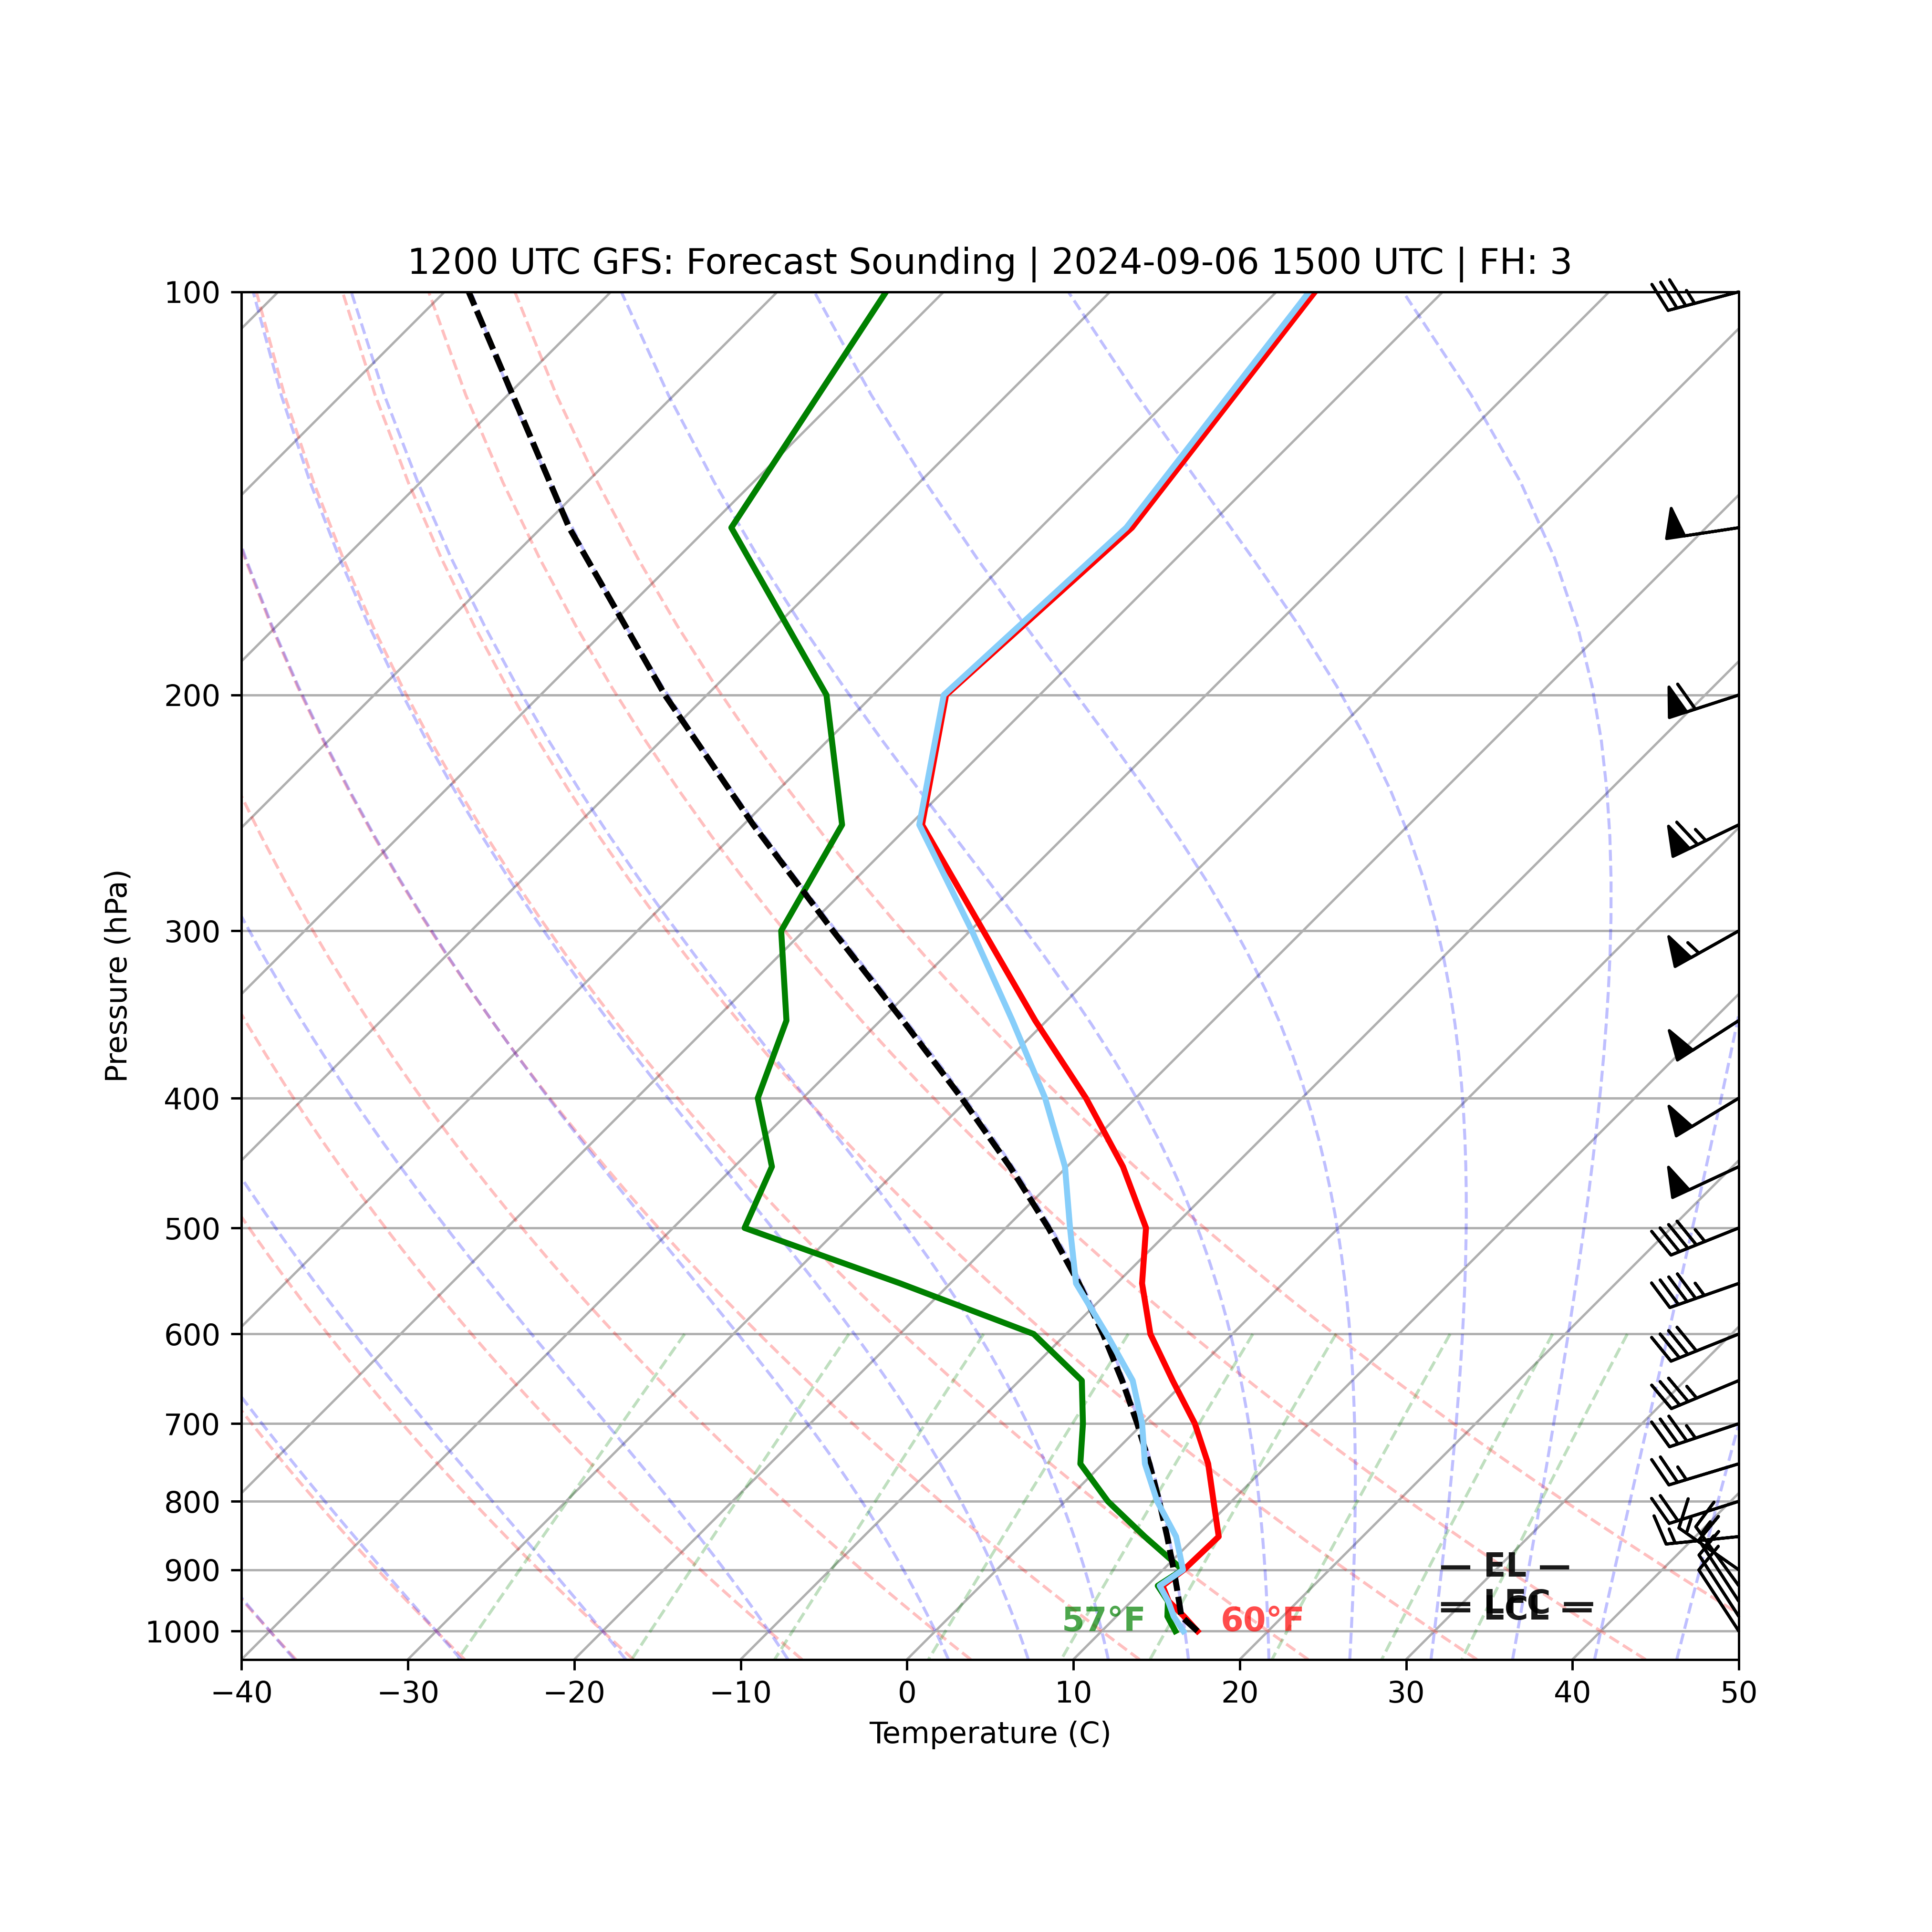 1200 UTC GFS: Forecast Sounding | 2024-09-06 1500 UTC | FH: 3
100
200
300
400
500
600
700
800
900
1000
Pressure (hPa)
— EL —
57°F
60°F
−40 −30 −20 −10 0 10 20 30 40 50
Temperature (C)